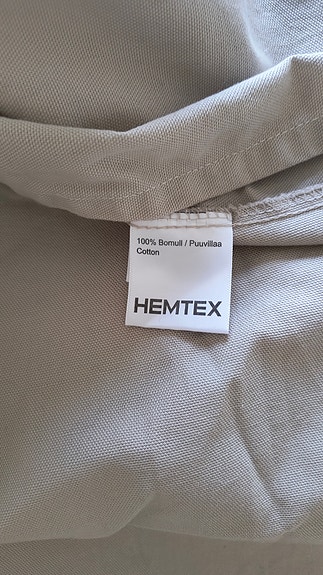 100% Bomull / Puuvillaa
Cotton
HEMTEX